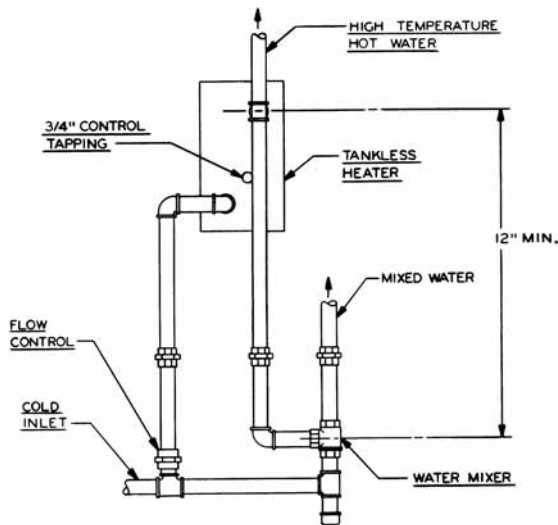 HIGH TEMPERATURE
HOT WATER
3/4" CONTROL
TAPPING
TANKLESS
HEATER
12" MIN.
MIXED WATER
FLOW
CONTROL
COLD
INLET
WATER MIXER